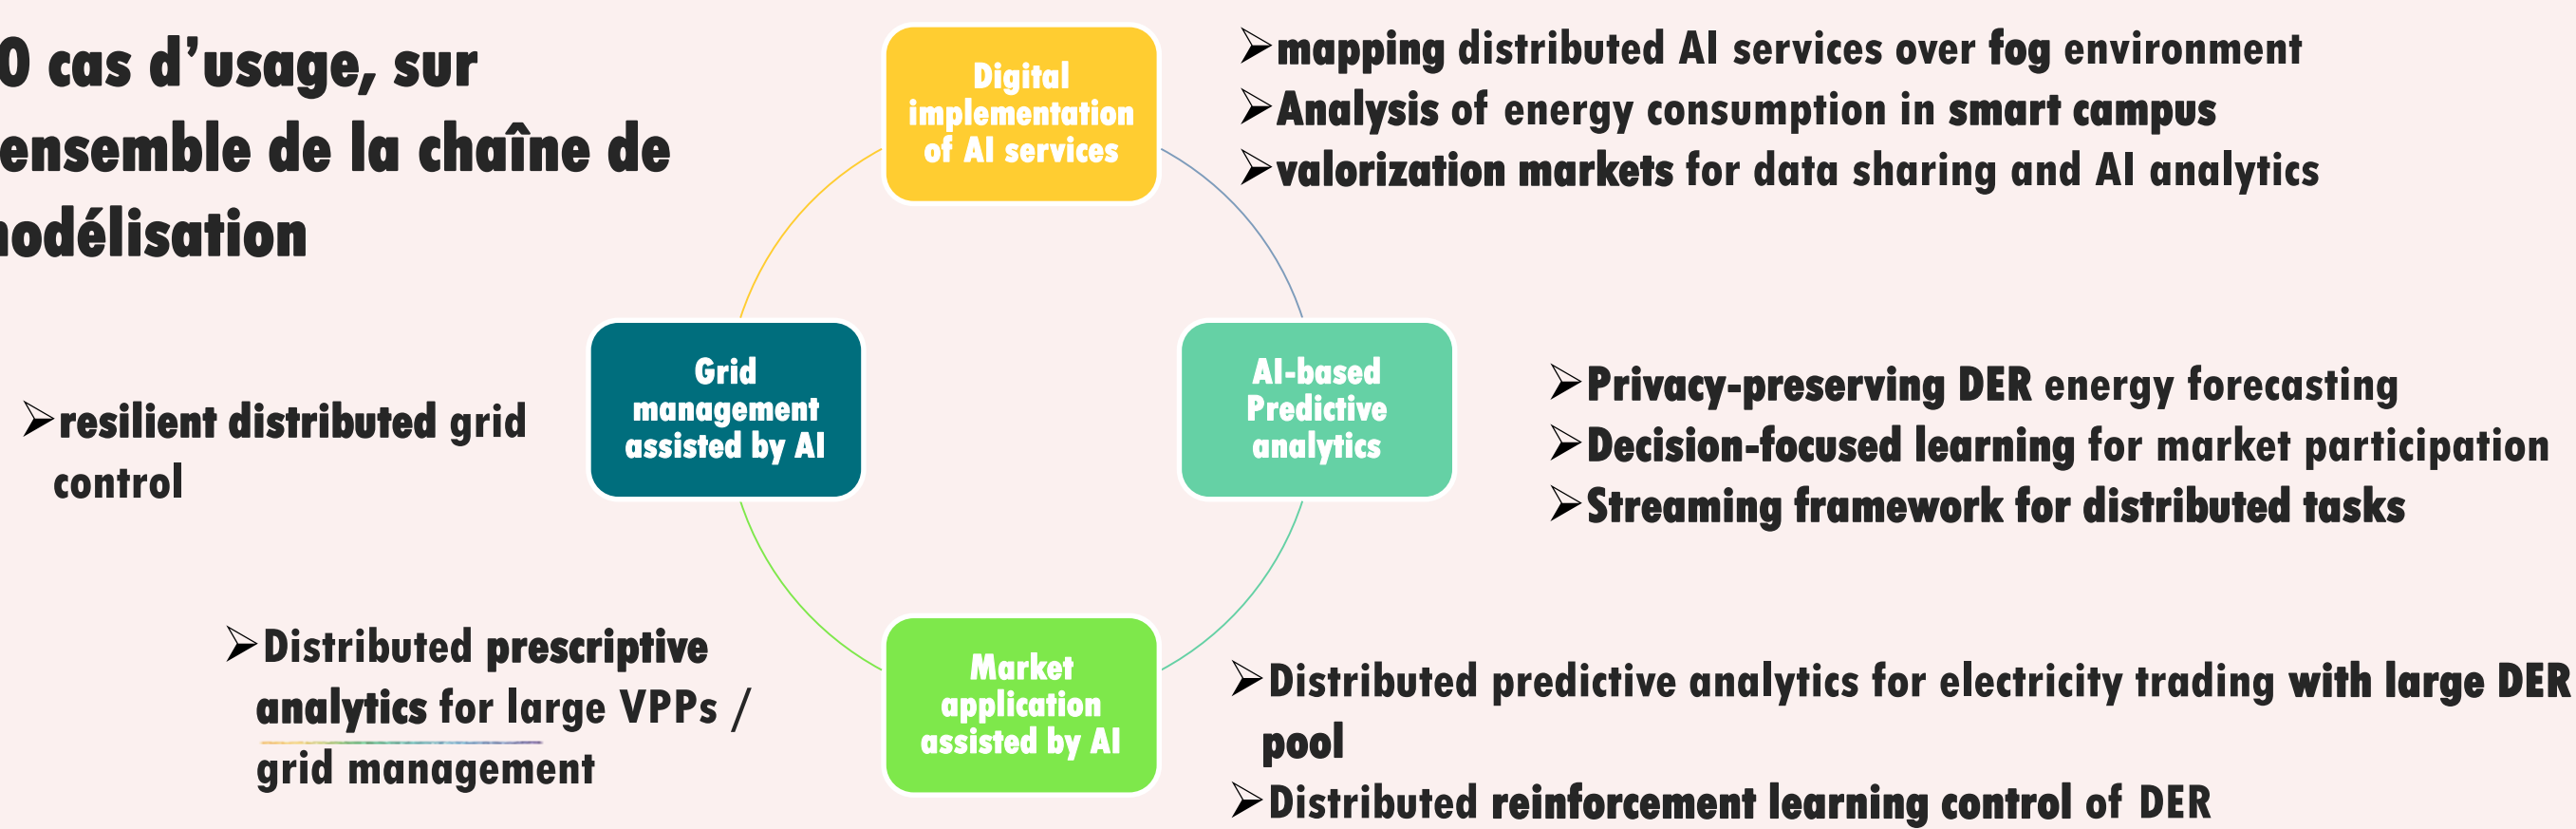 0 cas d’usage, sur
ensemble de la chaîne de
odélisation
Digital
implementation
of AI services
➢mapping distributed AI services over fog environment
➢Analysis of energy consumption in smart campus
➢valorization markets for data sharing and AI analytics
Grid
management
assisted by AI
➢resilient distributed grid
control
AI-based
Predictive
analytics
➢Privacy-preserving DER energy forecasting
➢Decision-focused learning for market participation
➢Streaming framework for distributed tasks
➢Distributed prescriptive
analytics for large VPPs /
grid management
Market
application
assisted by AI
➢Distributed predictive analytics for electricity trading with large DER
pool
➢Distributed reinforcement learning control of DER